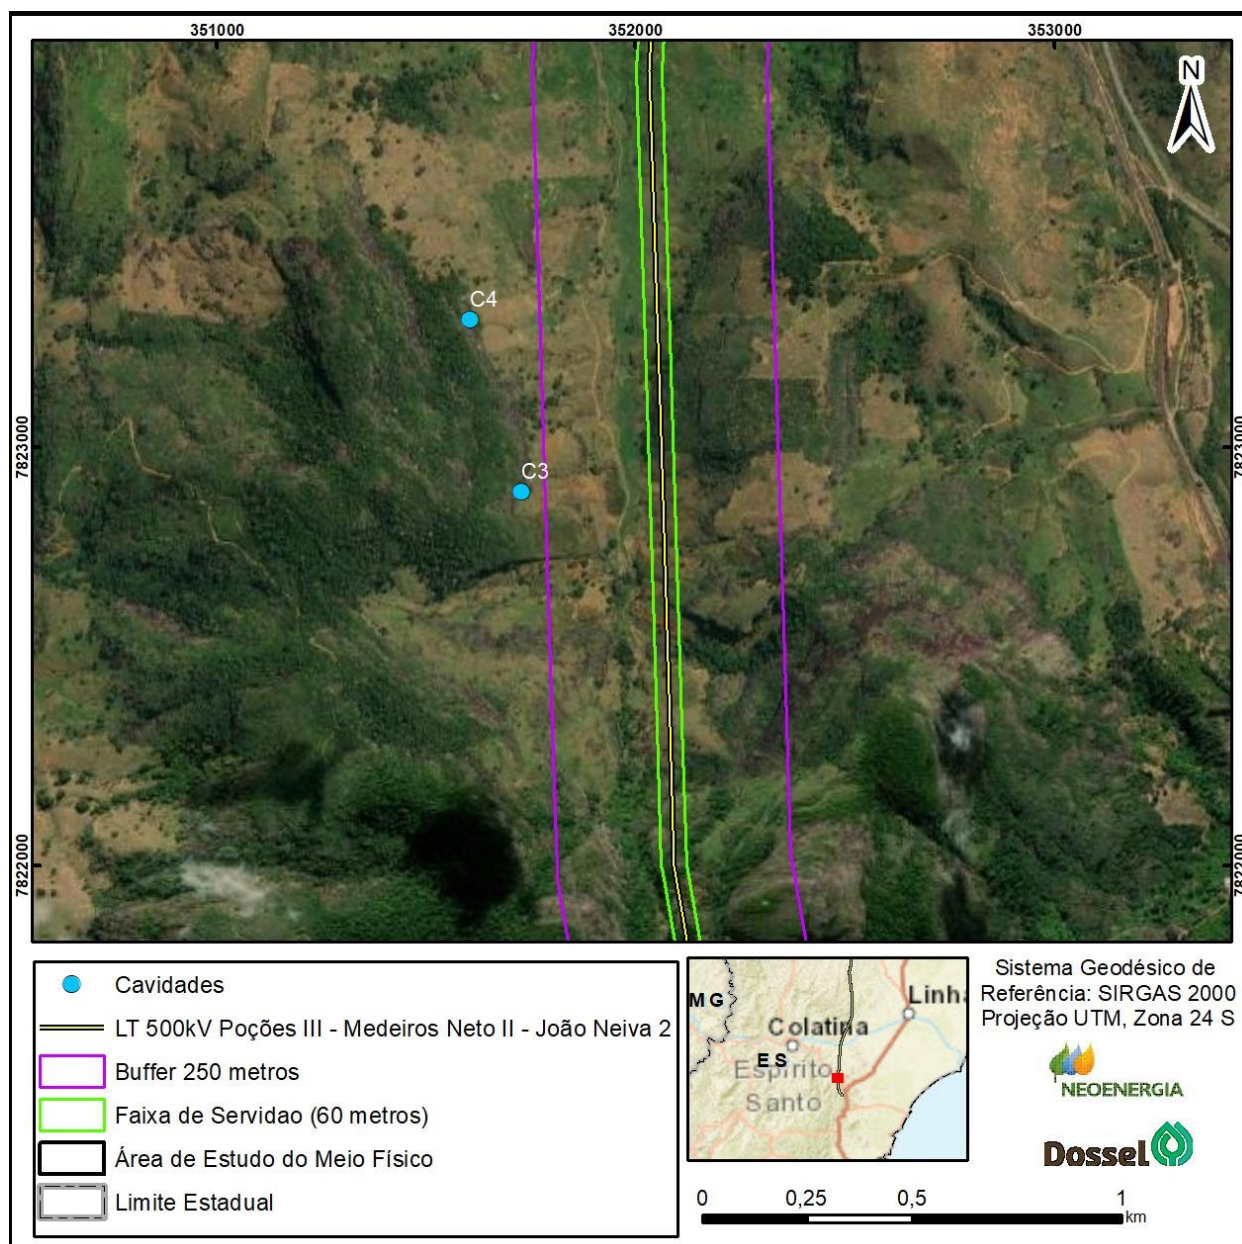 351000
352000
353000
N
C4
7823000
7823000
C3
7822000
7822000
Cavidades
LT 500kV Poções III - Medeiros Neto II - João Neiva 2
Buffer 250 metros
Faixa de Servidao (60 metros)
Área de Estudo do Meio Físico
Limite Estadual
MG
Linha
Colatina
ES
Espírito
Santo
Sistema Geodésico de
Referência: SIRGAS 2000
Projeção UTM, Zona 24 S
NEOENERGIA
Dossel
0 0,25 0,5 1
km